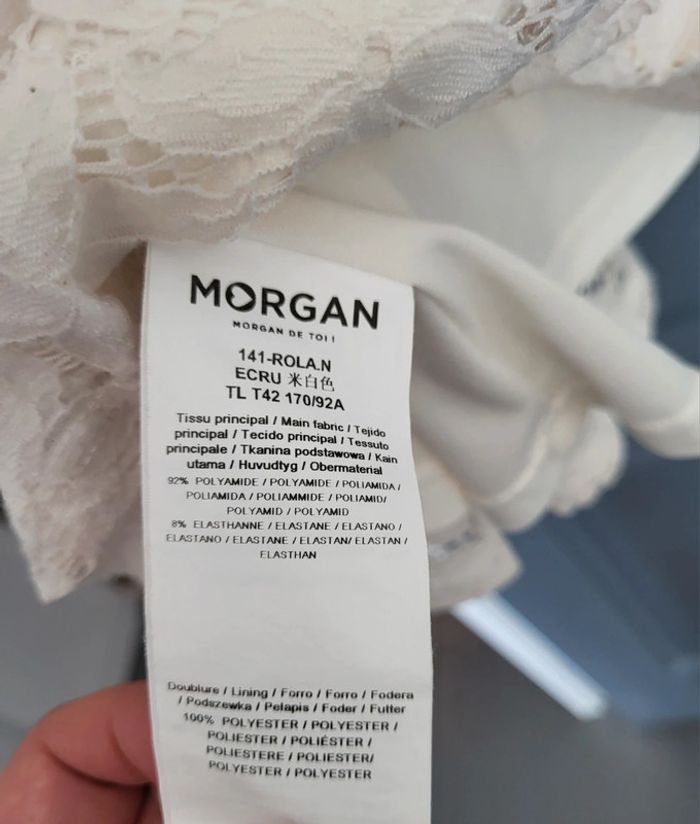 MORGAN
MORGAN DE TOI !
141-ROLA.N
ECRU 米白色
TL T42 170/92A
Tissu principal / Main fabric / Tejido
principal / Tecido principal / Tessuto
principale / Tkanina podstawowa / Kain
utama / Huvudtyg / Obermaterial
92% POLYAMIDE / POLYAMIDE / POLIAMIDA /
POLIAMIDA / POLIAMMIDE / POLIAMID/
POLYAMID / POLYAMID
8% ELASTHANNE / ELASTANE / ELASTANO /
ELASTANO / ELASTANE / ELASTAN/ ELASTAN /
ELASTHAN
Doublure / Lining / Forro / Forro / Fodera
/ Podszewka / Pelapis / Foder / Futter
100% POLYESTER / POLYESTER /
POLIESTER / POLIÉSTER /
POLIESTERE / POLIESTER/
POLYESTER / POLYESTER